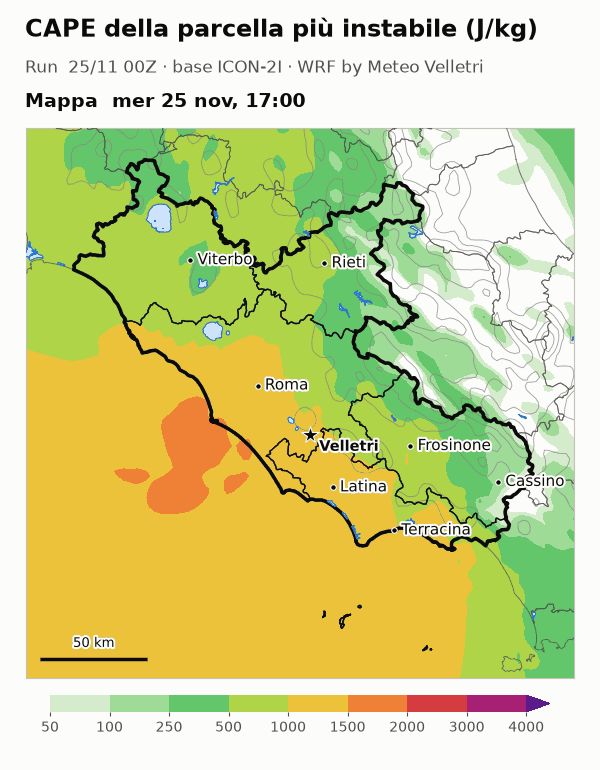 CAPE della parcella più instabile (J/kg)
Run  25/11 00Z · base ICON-2I · WRF by Meteo Velletri
Mappa  mer 25 nov, 17:00
Viterbo
Rieti
Roma
Velletri
Frosinone
Cassino
Latina
Terracina
50 km
50 100 250 500 1000 1500 2000 3000 4000